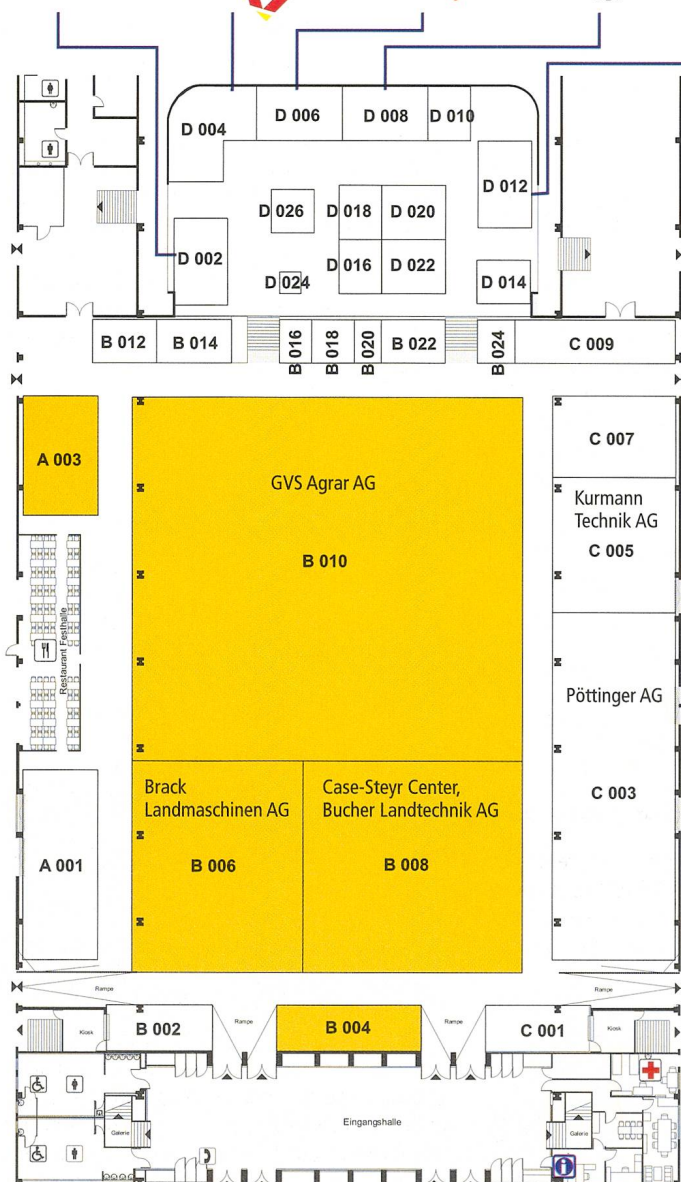 D 004
D 006
D 008
D 010
D 012
D 026
D 018
D 020
D 002
D 016
D 022
D 024
D 014
B 012
B 014
B 016
B 018
B 020
B 022
B 024
C 009
A 003
GVS Agrar AG
B 010
C 007
Kurmann
Technik AG
C 005
Restaurant Festhalle
Pöttinger AG
C 003
A 001
Brack
Landmaschinen AG
B 006
Case-Steyr Center,
Bucher Landtechnik AG
B 008
Rampe
Rampe
Kiosk
B 002
Rampe
B 004
Rampe
C 001
Kiosk
Galerie
Eingangshalle
Galerie
i